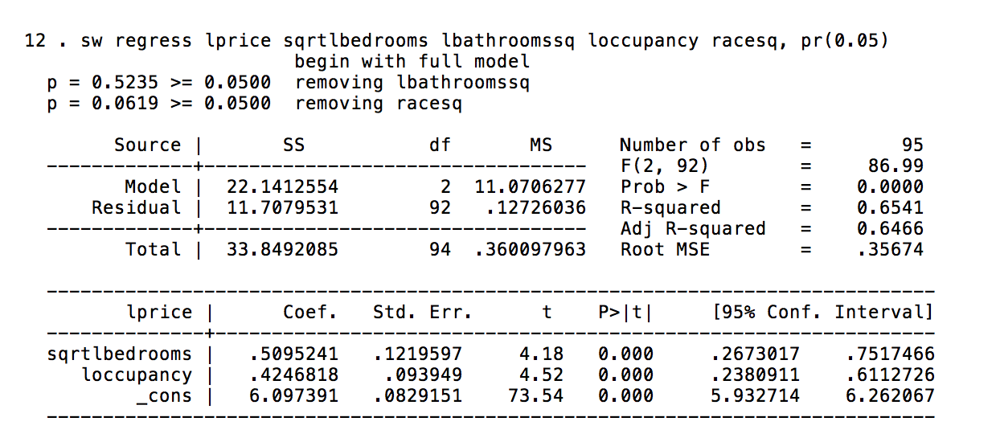 12 . sw regress lprice sqrtlbedrooms lbathroomssq loccupancy racesq, pr(0.05)
                        begin with full model
  p = 0.5235 >= 0.0500  removing lbathroomssq
  p = 0.0619 >= 0.0500  removing racesq

        Source |       SS           df       MS      Number of obs   =        95
  -------------+----------------------------------   F(2, 92)        =     86.99
         Model |  22.1412554         2  11.0706277   Prob > F        =    0.0000
      Residual |  11.7079531        92   .12726036   R-squared       =    0.6541
  -------------+----------------------------------   Adj R-squared   =    0.6466
         Total |  33.8492085        94  .360097963   Root MSE        =    .35674

  -------------------------------------------------------------------------------
         lprice |      Coef.   Std. Err.      t    P>|t|     [95% Conf. Interval]
  --------------+----------------------------------------------------------------
  sqrtlbedrooms |   .5095241   .1219597     4.18   0.000     .2673017    .7517466
     loccupancy |   .4246818    .093949     4.52   0.000     .2380911    .6112726
          _cons |   6.097391   .0829151    73.54   0.000     5.932714    6.262067
  -------------------------------------------------------------------------------